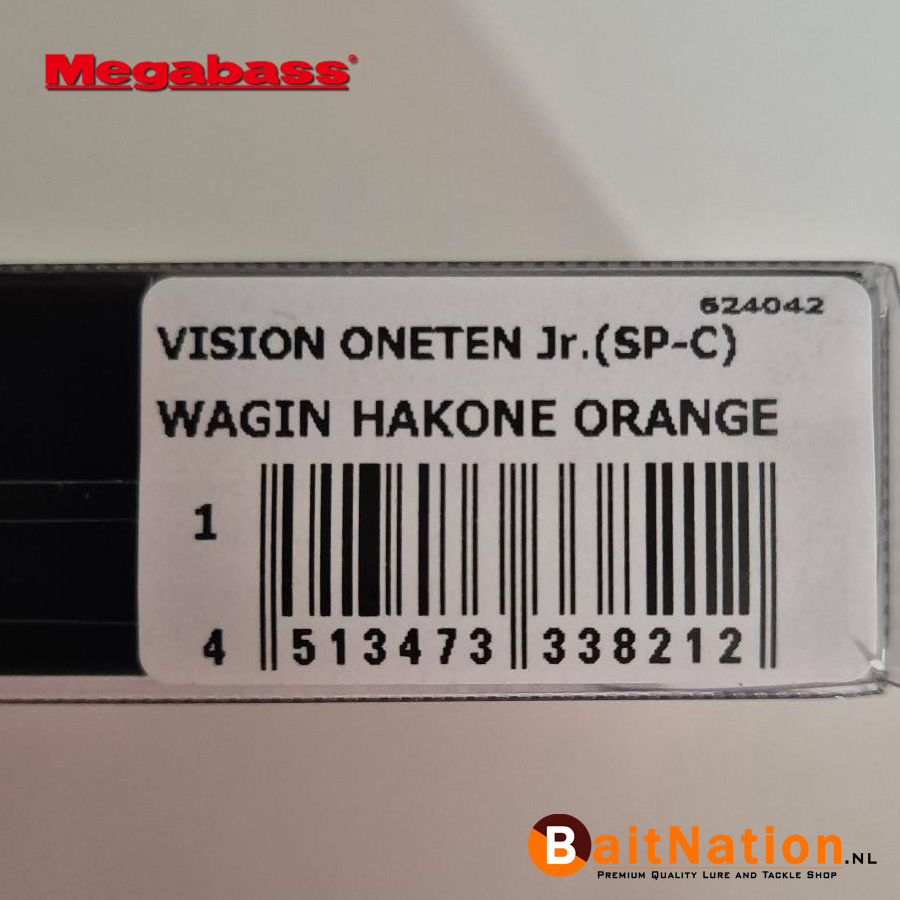 Megabass®
624042
VISION ONETEN Jr.(SP-C)
WAGIN HAKONE ORANGE
1
4 513473 338212
BaitNation.NL
PREMIUM QUALITY LURE AND TACKLE SHOP